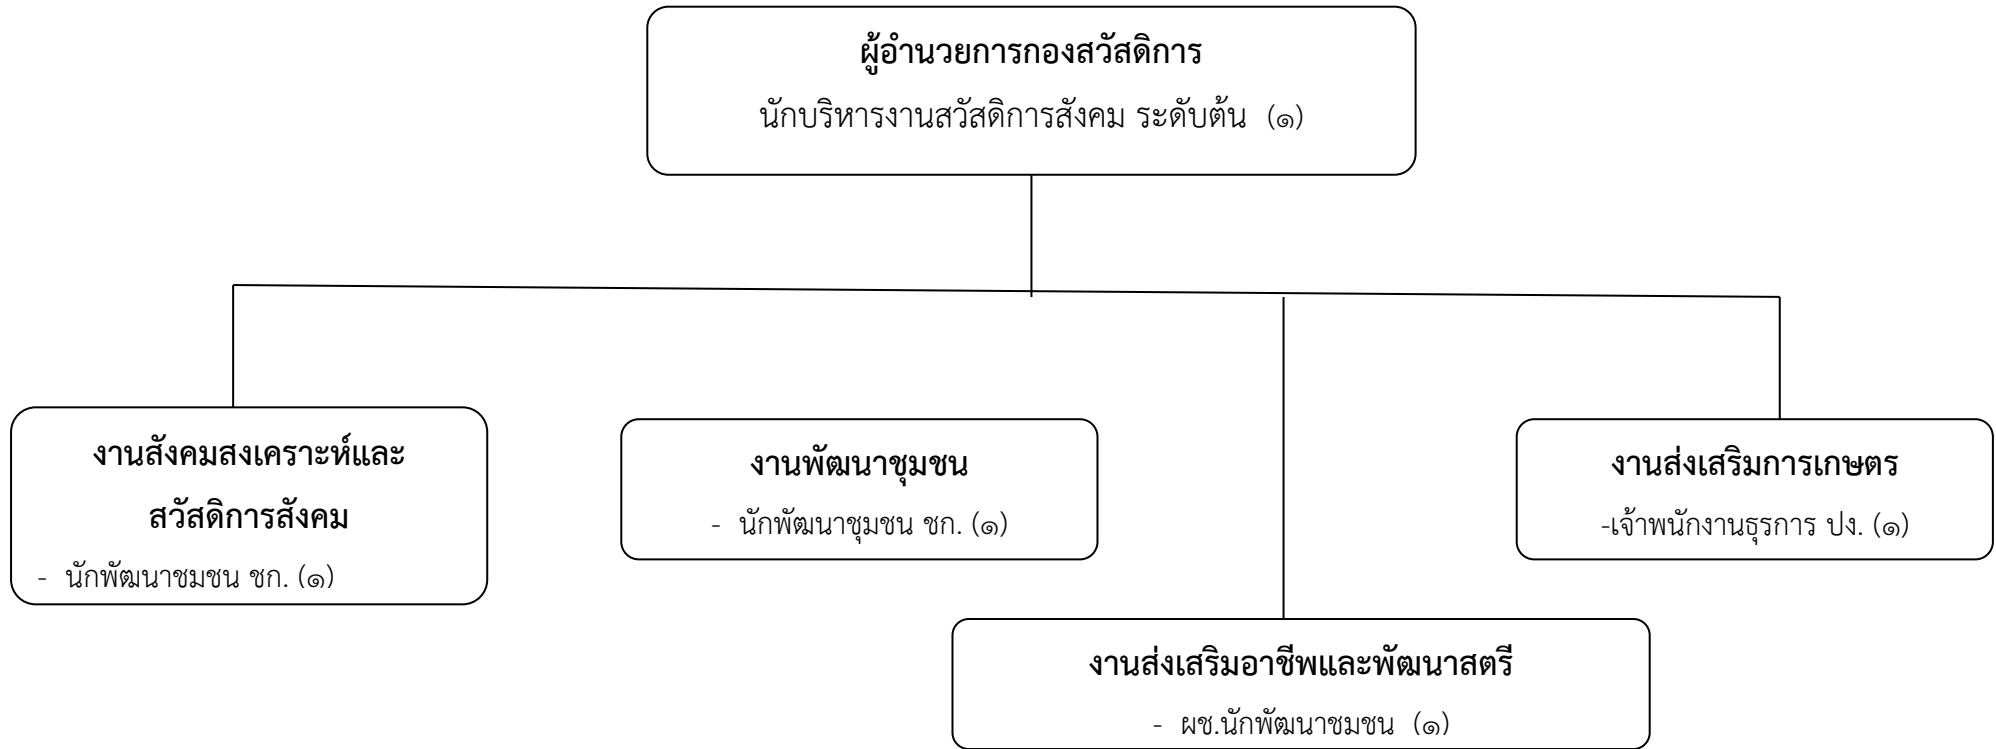 ผู้อำนวยการกองสวัสดิการ
นักบริหารงานสวัสดิการสังคม ระดับต้น (๑)
งานสังคมสงเคราะห์และ
สวัสดิการสังคม
- นักพัฒนาชุมชน ชก. (๑)
งานพัฒนาชุมชน
- นักพัฒนาชุมชน ชก. (๑)
งานส่งเสริมการเกษตร
-เจ้าพนักงานธุรการ ปง. (๑)
งานส่งเสริมอาชีพและพัฒนาสตรี
- ผช.นักพัฒนาชุมชน (๑)